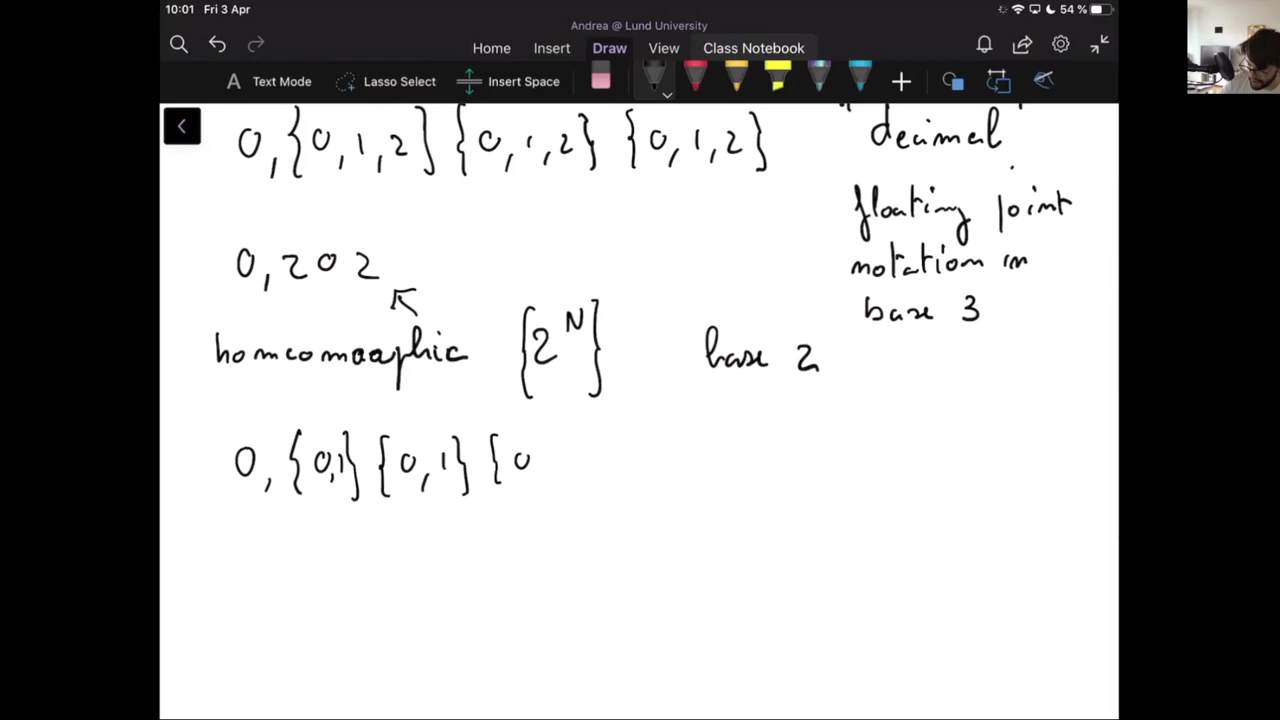 10:01 Fri 3 Apr
54 %
Andrea @ Lund University
Home Insert Draw View Class Notebook
A Text Mode Lasso Select Insert Space
0,{0,1,2} {0,1,2} {0,1,2}
"decimal"
floating point
notation in
base 3
0,202
homeomorphic {2^N} base 2
0,{0,1} {0,1} {0